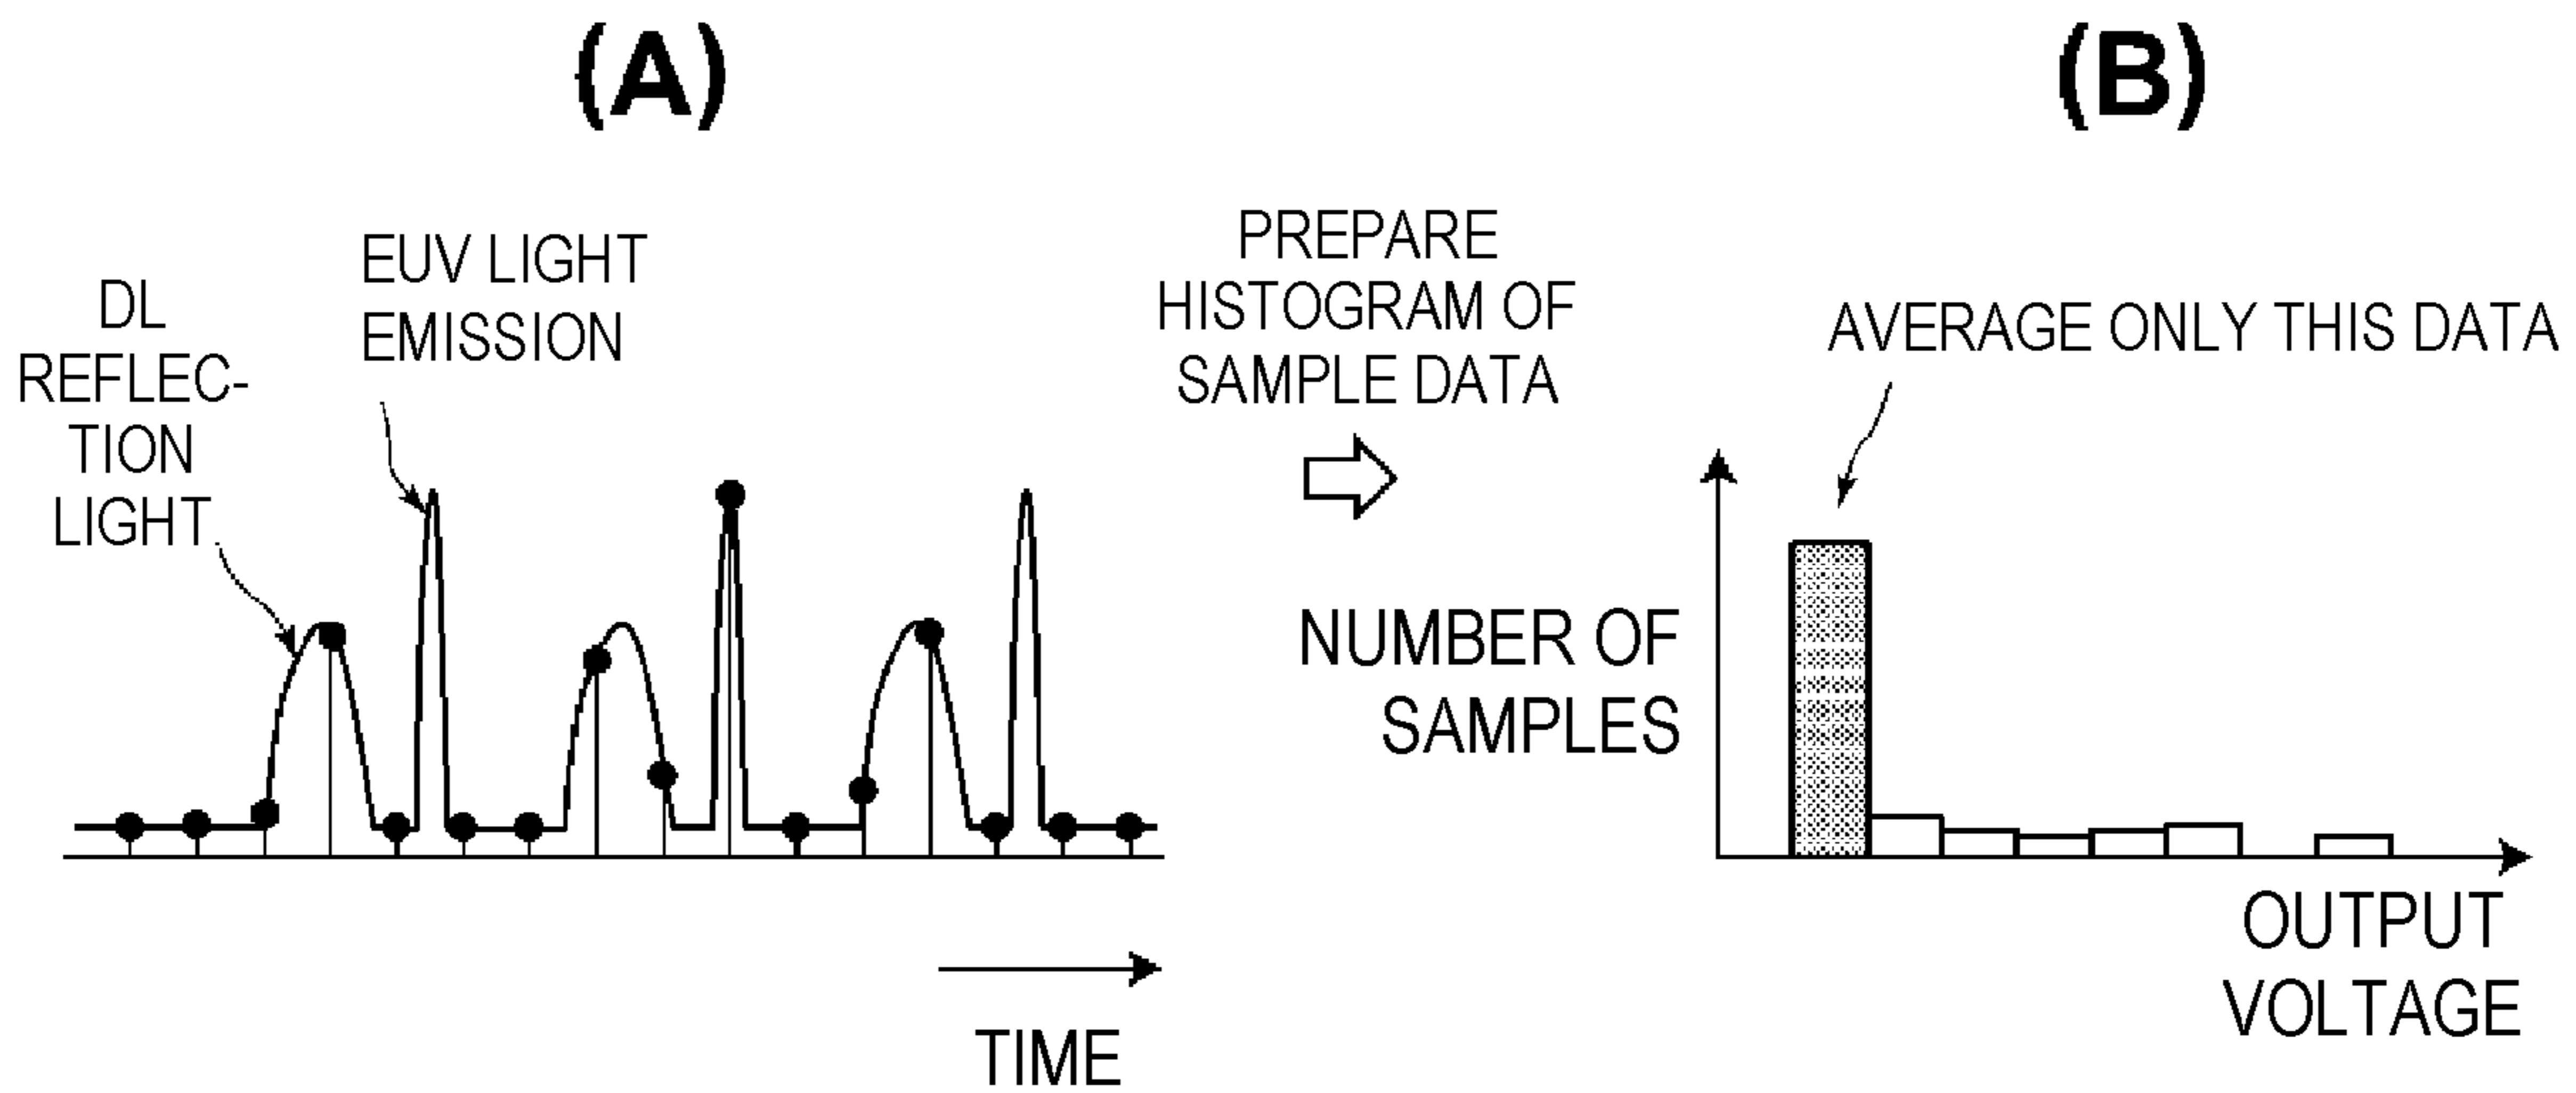 (A)
(B)
DL
REFLEC-
TION
LIGHT
EUV LIGHT
EMISSION
PREPARE
HISTOGRAM OF
SAMPLE DATA
AVERAGE ONLY THIS DATA
NUMBER OF
SAMPLES
OUTPUT
VOLTAGE
TIME